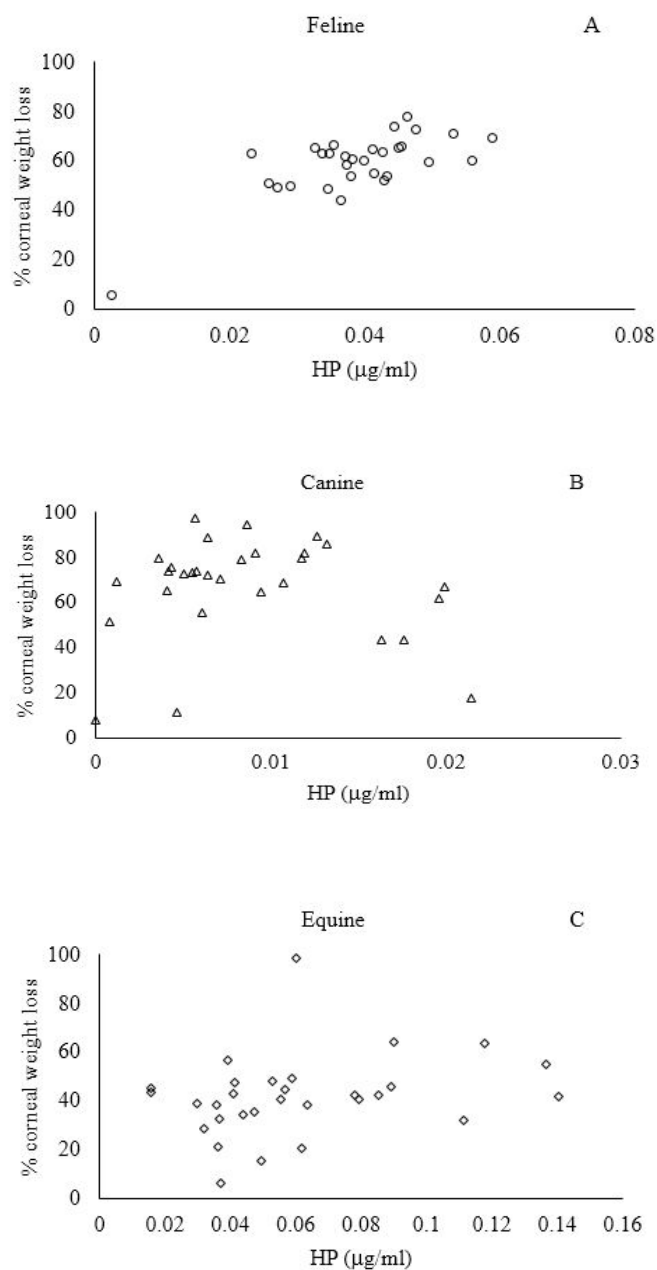 Feline A
% corneal weight loss
100
80
60
40
20
0
0 0.02 0.04 0.06 0.08
HP (µg/ml)
Canine B
% corneal weight loss
100
80
60
40
20
0
0 0.01 0.02 0.03
HP (µg/ml)
Equine C
% corneal weight loss
100
80
60
40
20
0
0 0.02 0.04 0.06 0.08 0.1 0.12 0.14 0.16
HP (µg/ml)